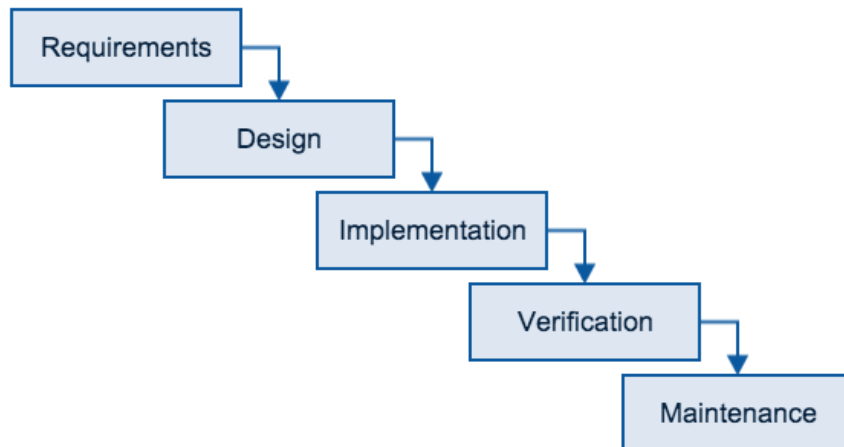 Requirements
Design
Implementation
Verification
Maintenance